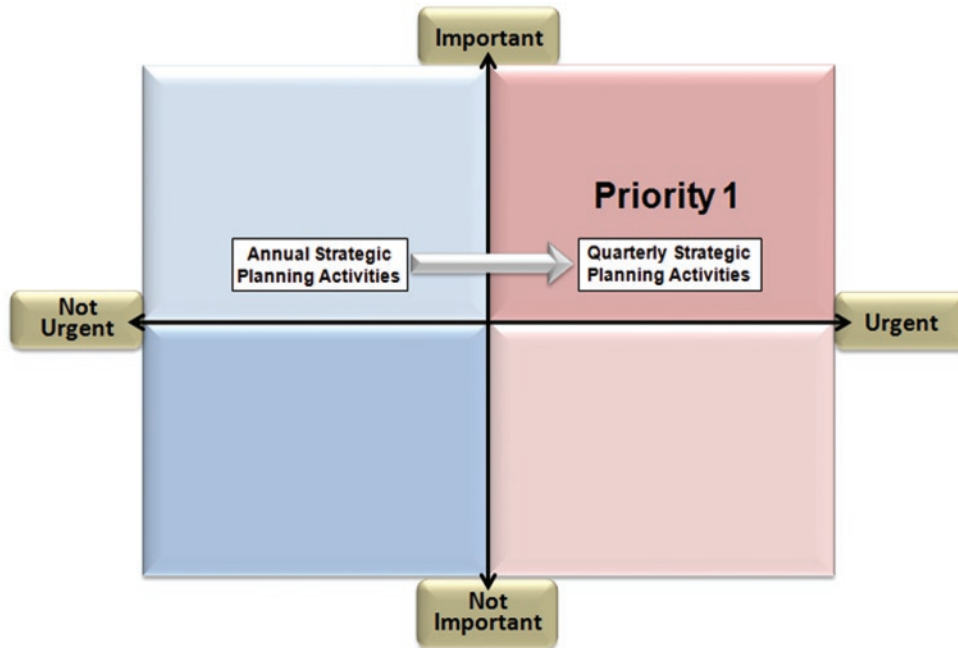 Important
Priority 1
Annual Strategic
Planning Activities
Quarterly Strategic
Planning Activities
Not
Urgent
Urgent
Not
Important